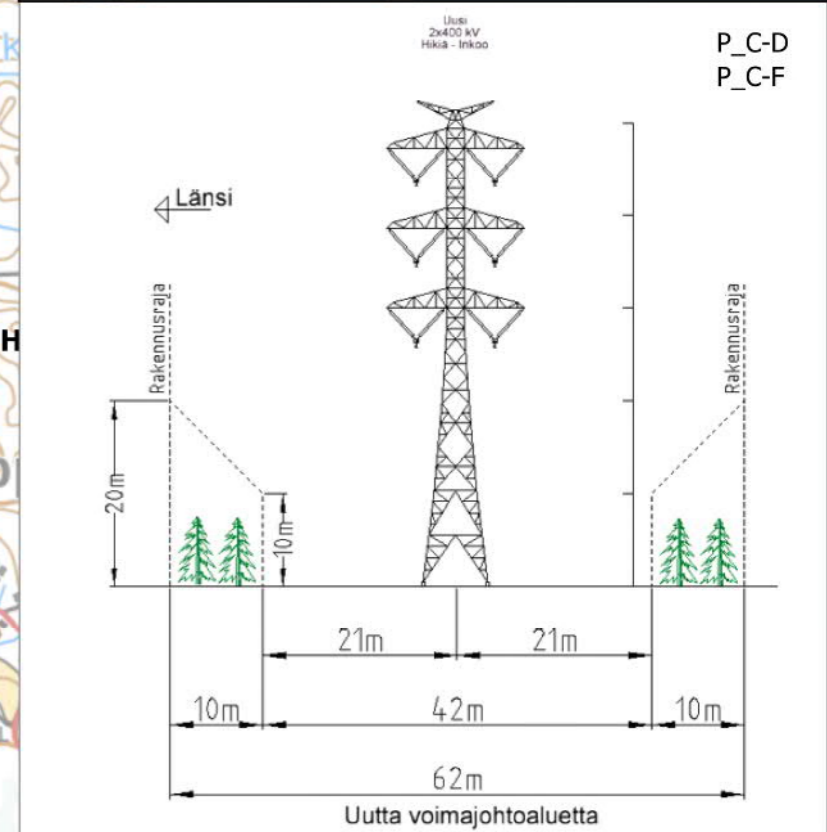 Uusi
2x400 kV
Hikiä - Inkoo
P_C-D
P_C-F
Länsi
Rakennusraja
Rakennusraja
H
20m
10m
21m 21m
10m 42m 10m
62m
Uutta voimajohtoaluetta